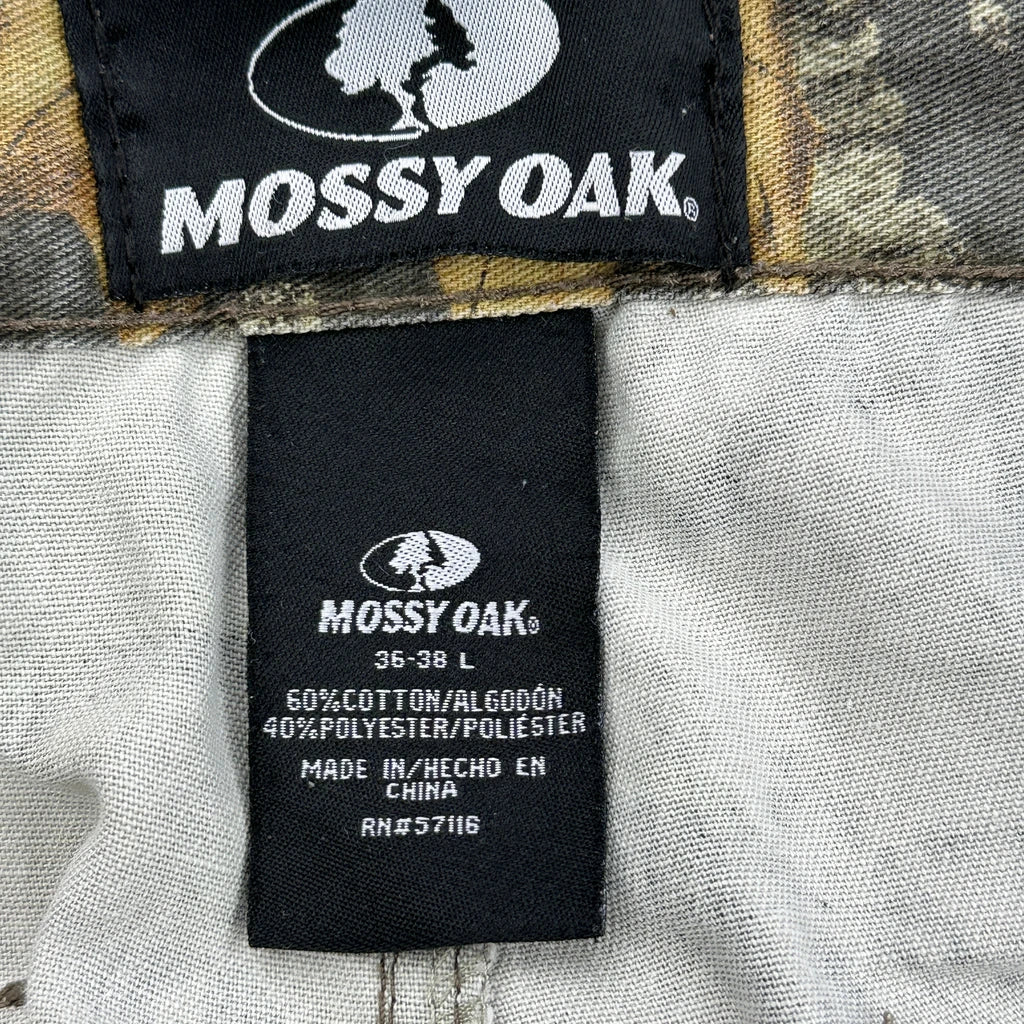 MOSSY OAK®
MOSSY OAK®
36-38 L
60%COTTON/ALGODÓN
40%POLYESTER/POLIÉSTER
MADE IN/HECHO EN
CHINA
RN#57116